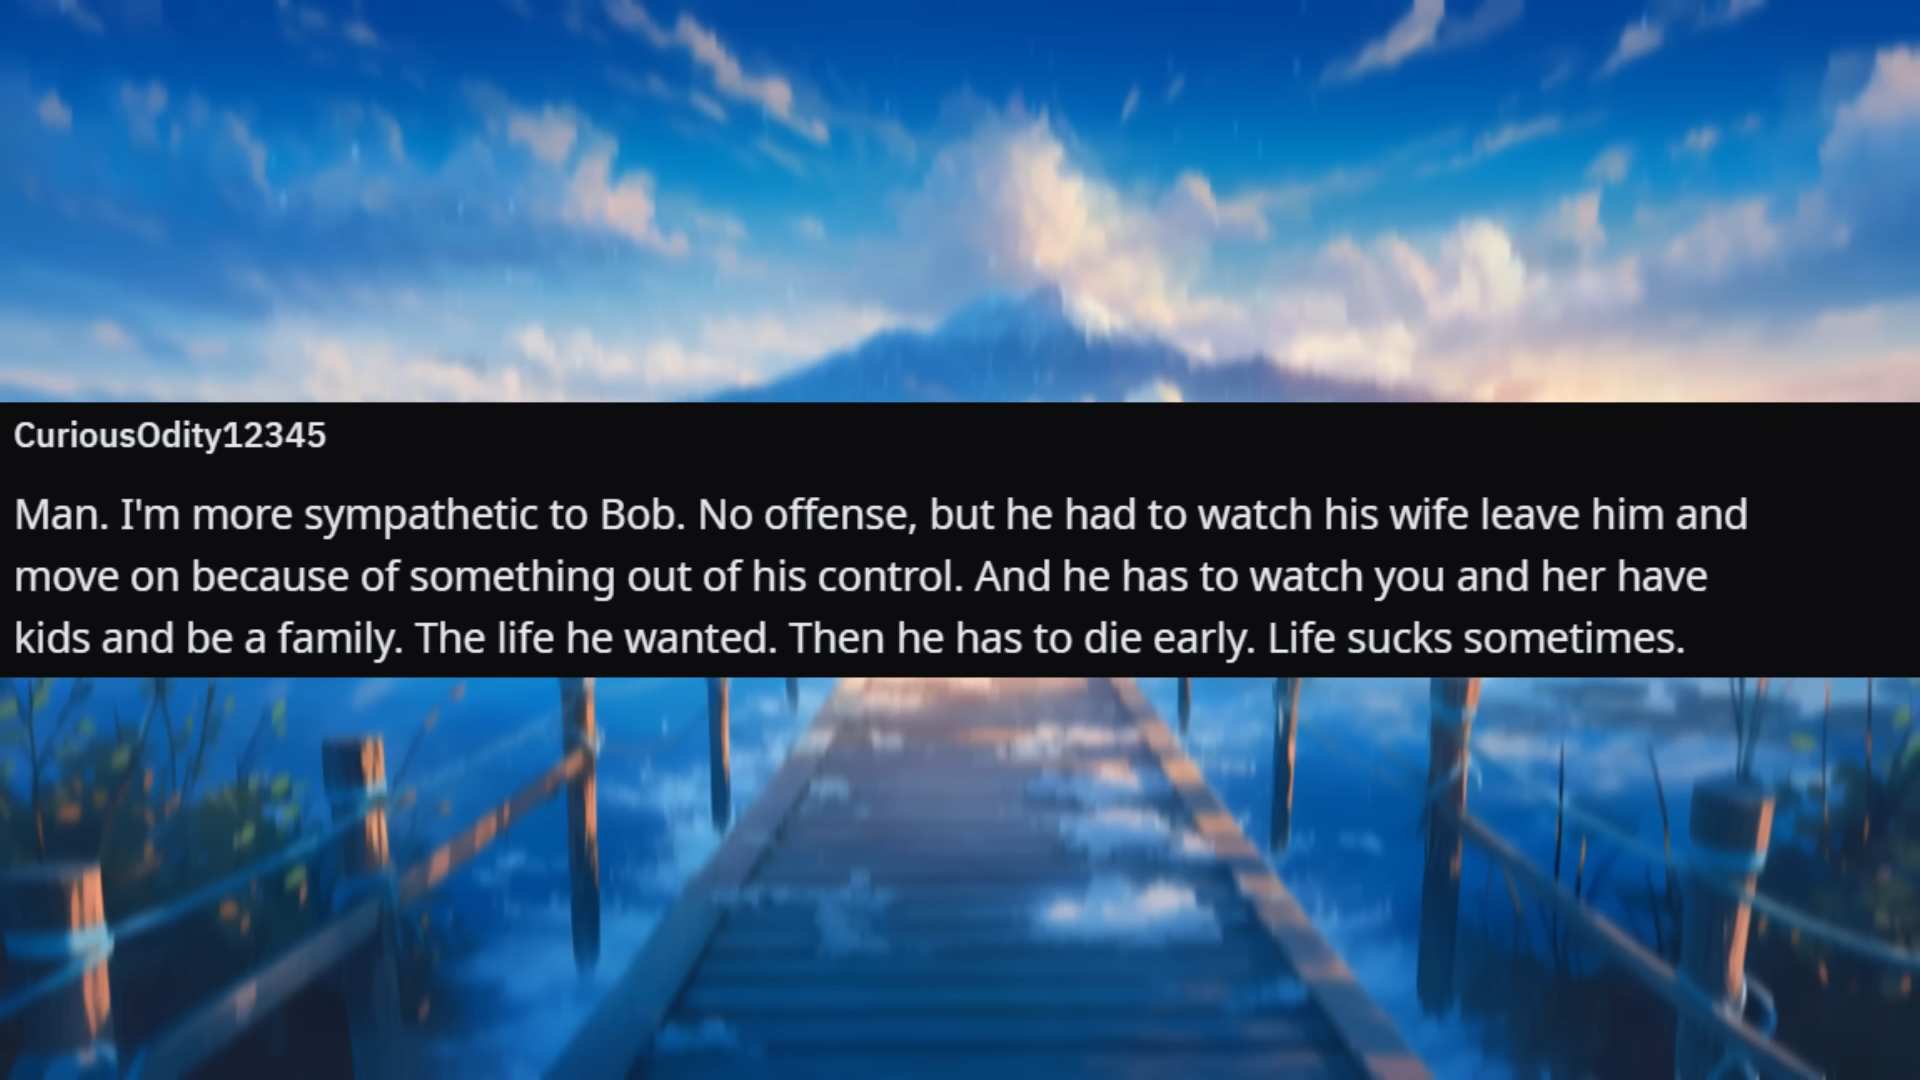 CuriousOdity12345
Man. I'm more sympathetic to Bob. No offense, but he had to watch his wife leave him and
move on because of something out of his control. And he has to watch you and her have
kids and be a family. The life he wanted. Then he has to die early. Life sucks sometimes.